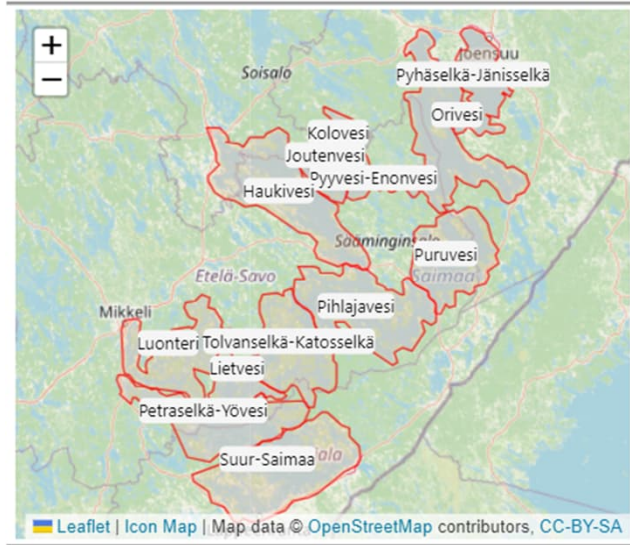 +
−
Soisalo
Joensuu
Pyhäselkä-Jänisselkä
Orivesi
Kolovesi
Joutenvesi
Pyyvesi-Enonvesi
Haukivesi
Puruvesi
Saimaa
Etelä-Savo
Pihlajavesi
Mikkeli
Luonteri
Tolvanselkä-Katosselkä
Lietvesi
Petraselkä-Yövesi
Suur-Saimaa
Leaflet | Icon Map | Map data © OpenStreetMap contributors, CC-BY-SA